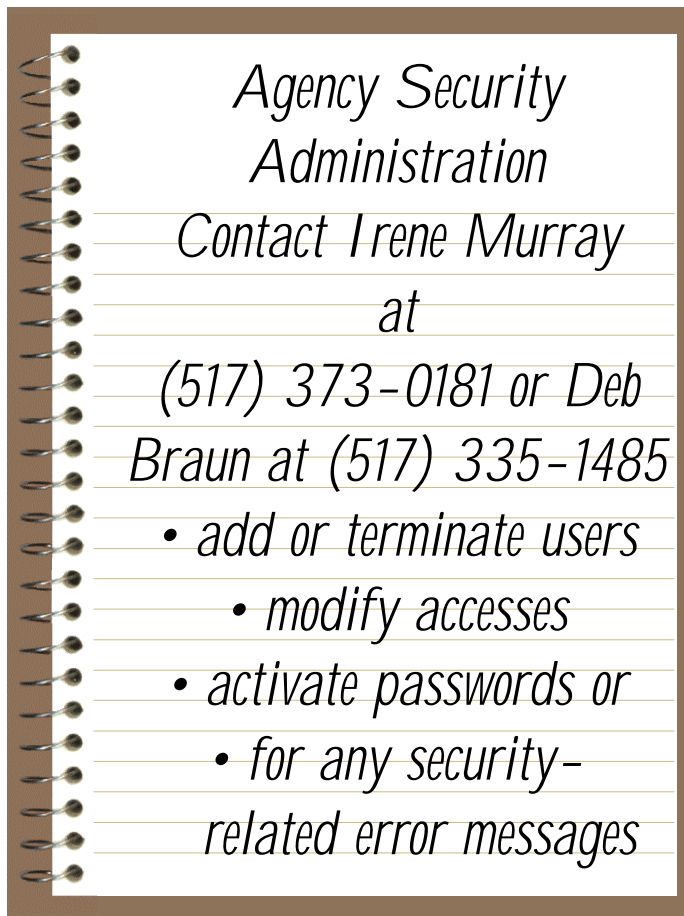 Agency Security
Administration
Contact Irene Murray
at
(517) 373-0181 or Deb
Braun at (517) 335-1485
• add or terminate users
• modify accesses
• activate passwords or
• for any security-
related error messages